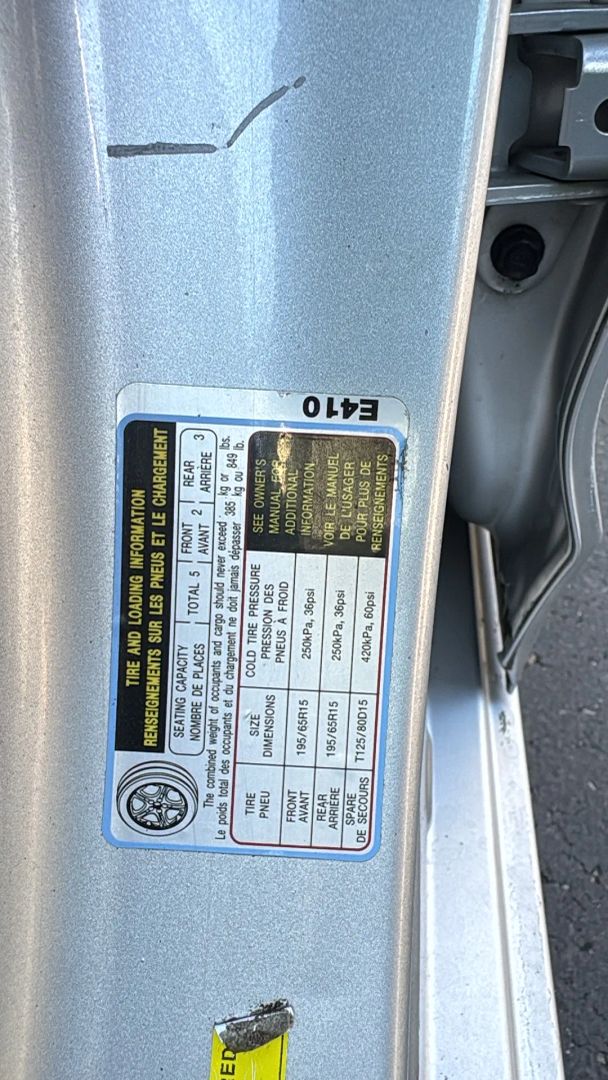 TIRE AND LOADING INFORMATION
RENSEIGNEMENTS SUR LES PNEUS ET LE CHARGEMENT
SEATING CAPACITY
NOMBRE DE PLACES
TOTAL 5
FRONT
AVANT 2
REAR
ARRIÈRE 3
The combined weight of occupants and cargo should never exceed 385 kg or 849 lbs.
Le poids total des occupants et du chargement ne doit jamais dépasser 385 kg ou 849 lb.
TIRE
PNEU
SIZE
DIMENSIONS
COLD TIRE PRESSURE
PRESSION DES
PNEUS À FROID
FRONT
AVANT
195/65R15
250kPa, 36psi
REAR
ARRIERE
195/65R15
250kPa, 36psi
SPARE
DE SECOURS
T125/80D15
420kPa, 60psi
SEE OWNER'S
MANUAL FOR
ADDITIONAL
INFORMATION
VOIR LE MANUEL
DE L'USAGER
POUR PLUS DE
RENSEIGNEMENTS
E410